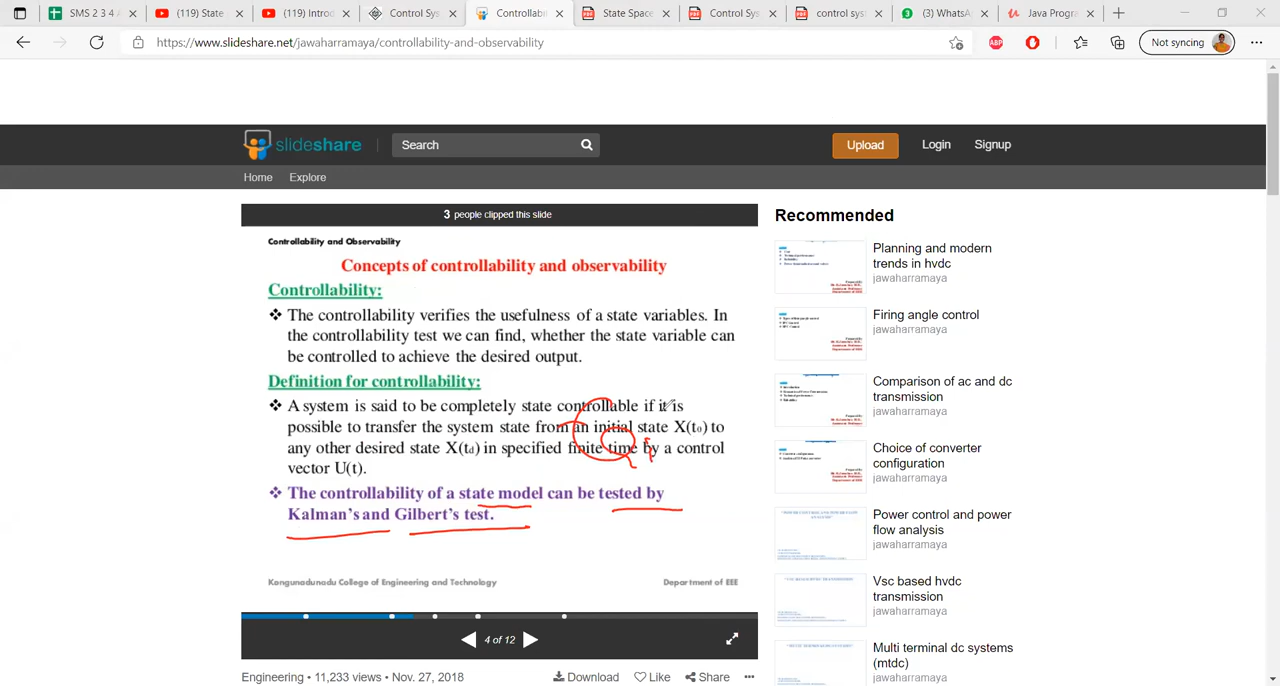 SMS 2 3 4 A
(119) State
(119) Introd
Control Sys
Controllabi
State Space
Control Sys
control sys
(3) WhatsA
Java Progra
https://www.slideshare.net/jawaharramaya/controllability-and-observability
ABP
Not syncing
slideshare
Search
Upload
Login
Signup
Home
Explore
3 people clipped this slide
Controllability and Observability
Concepts of controllability and observability
Controllability:
❖ The controllability verifies the usefulness of a state variables. In
the controllability test we can find, whether the state variable can
be controlled to achieve the desired output.
Definition for controllability:
❖ A system is said to be completely state controllable if it is
possible to transfer the system state from an initial state X(t₀) to
any other desired state X(td) in specified finite time by a control
vector U(t).
❖ The controllability of a state model can be tested by
Kalman's and Gilbert's test.
Kongunadunadu College of Engineering and Technology
Department of EEE
4 of 12
Engineering • 11,233 views • Nov. 27, 2018
Download
Like
Share
Recommended
Planning and modern
trends in hvdc
jawaharramaya
Firing angle control
jawaharramaya
Comparison of ac and dc
transmission
jawaharramaya
Choice of converter
configuration
jawaharramaya
Power control and power
flow analysis
jawaharramaya
Vsc based hvdc
transmission
jawaharramaya
Multi terminal dc systems
(mtdc)
jawaharramaya